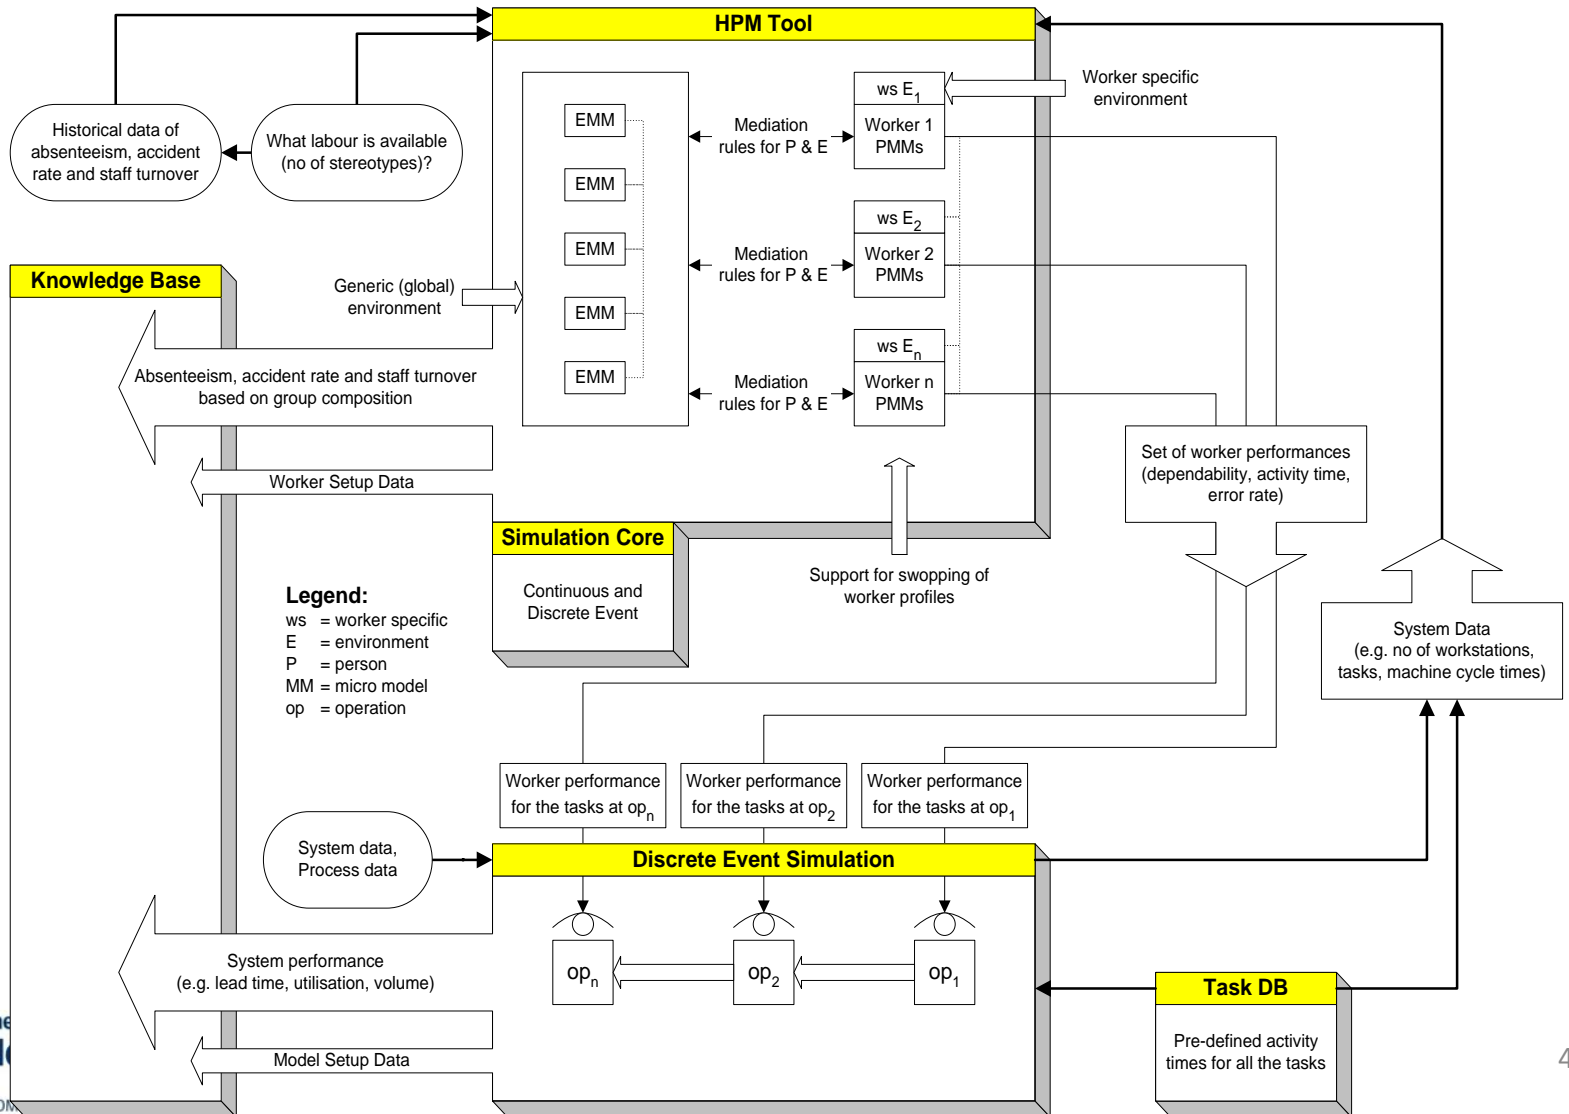 HPM Tool
Historical data of
absenteeism, accident
rate and staff turnover
What labour is available
(no of stereotypes)?
EMM
EMM
EMM
EMM
EMM
Mediation
rules for P & E
Mediation
rules for P & E
Mediation
rules for P & E
ws E1
Worker 1
PMMs
ws E2
Worker 2
PMMs
ws En
Worker n
PMMs
Worker specific
environment
Knowledge Base
Generic (global)
environment
Absenteeism, accident rate and staff turnover
based on group composition
Worker Setup Data
Set of worker performances
(dependability, activity time,
error rate)
Simulation Core
Continuous and
Discrete Event
Support for swopping of
worker profiles
Legend:
ws = worker specific
E = environment
P = person
MM = micro model
op = operation
System Data
(e.g. no of workstations,
tasks, machine cycle times)
Worker performance
for the tasks at opn
Worker performance
for the tasks at op2
Worker performance
for the tasks at op1
System data,
Process data
Discrete Event Simulation
opn
op2
op1
System performance
(e.g. lead time, utilisation, volume)
Model Setup Data
Task DB
Pre-defined activity
times for all the tasks
4